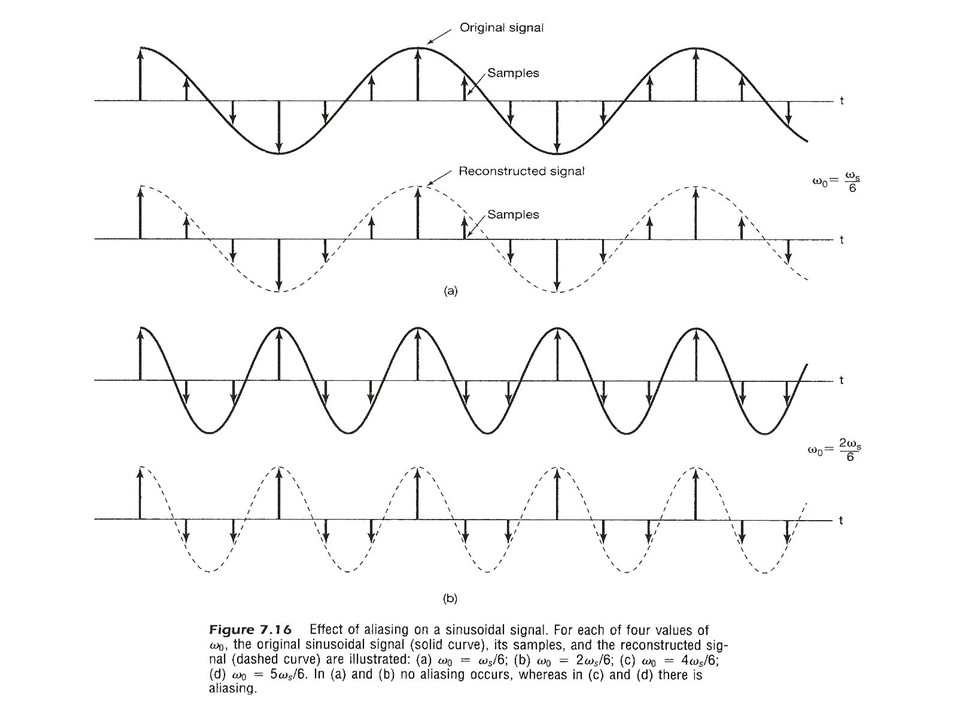 Original signal
Samples
t
Reconstructed signal
ω₀ = ωₛ/6
Samples
t
(a)
t
ω₀ = 2ωₛ/6
t
(b)
Figure 7.16 Effect of aliasing on a sinusoidal signal. For each of four values of
ω₀, the original sinusoidal signal (solid curve), its samples, and the reconstructed sig-
nal (dashed curve) are illustrated: (a) ω₀ = ωₛ/6; (b) ω₀ = 2ωₛ/6; (c) ω₀ = 4ωₛ/6;
(d) ω₀ = 5ωₛ/6. In (a) and (b) no aliasing occurs, whereas in (c) and (d) there is
aliasing.